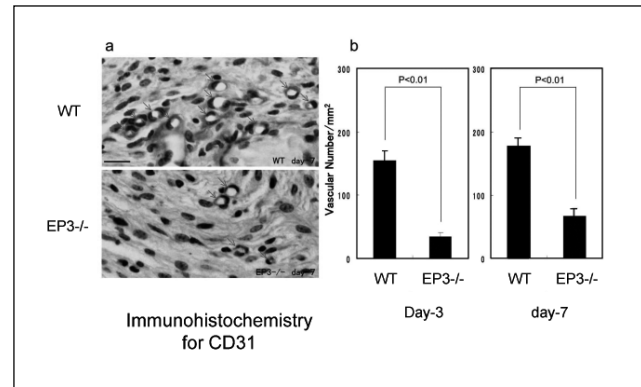 a
b
WT
WT day-7
EP3-/-
EP3-/- day-7
Immunohistochemistry
for CD31
Vascular Number/mm²
300
200
100
0
P<0.01
WT EP3-/-
Day-3
300
200
100
0
P<0.01
WT EP3-/-
day-7